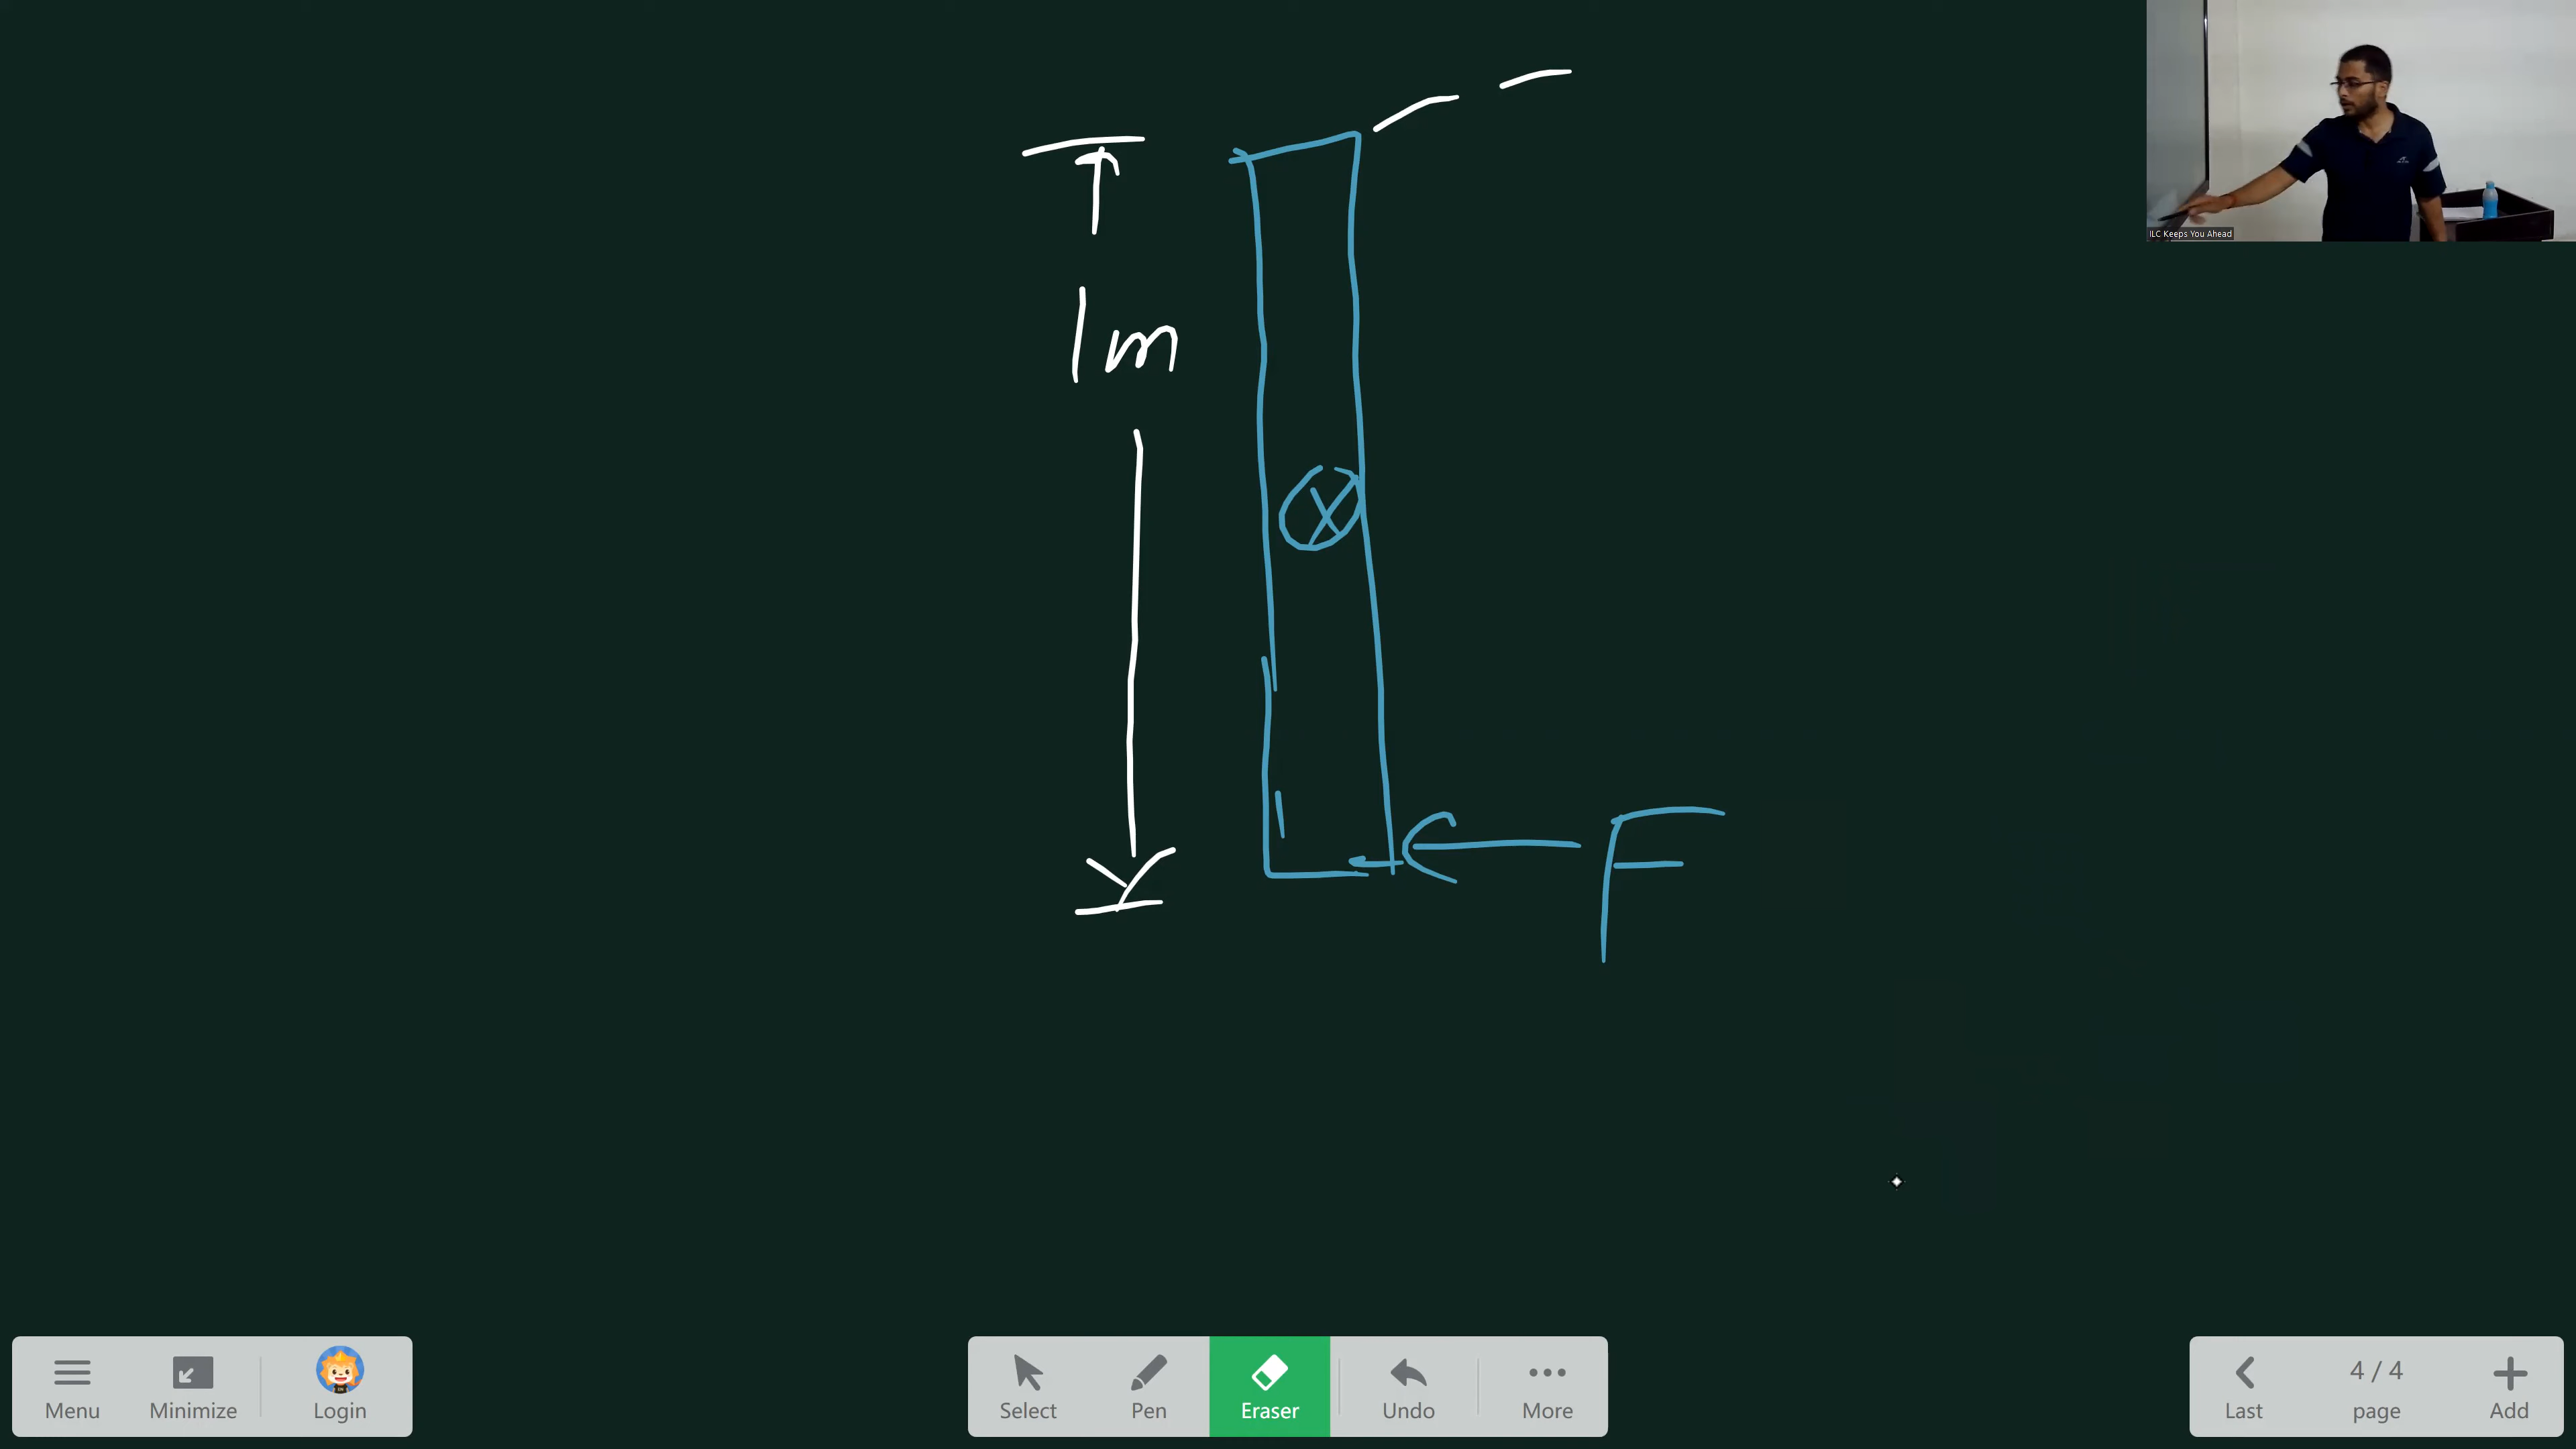 1m
F
ILC Keeps You Ahead
Menu
Minimize
Login
Select
Pen
Eraser
Undo
More
Last
4 / 4
page
Add